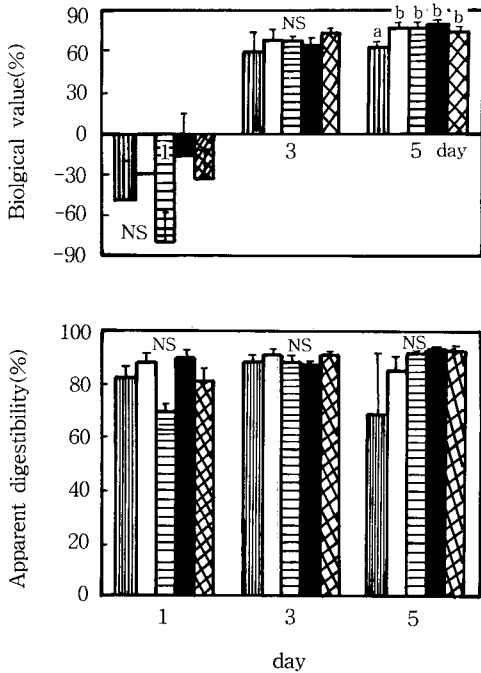 Biolgical value(%)
90
60
30
0
-30
-60
-90
NS
1
NS
3
a
b
b
b
b
5 day
Apparent digestibility(%)
100
80
60
40
20
0
NS
NS
NS
1
3
5
day